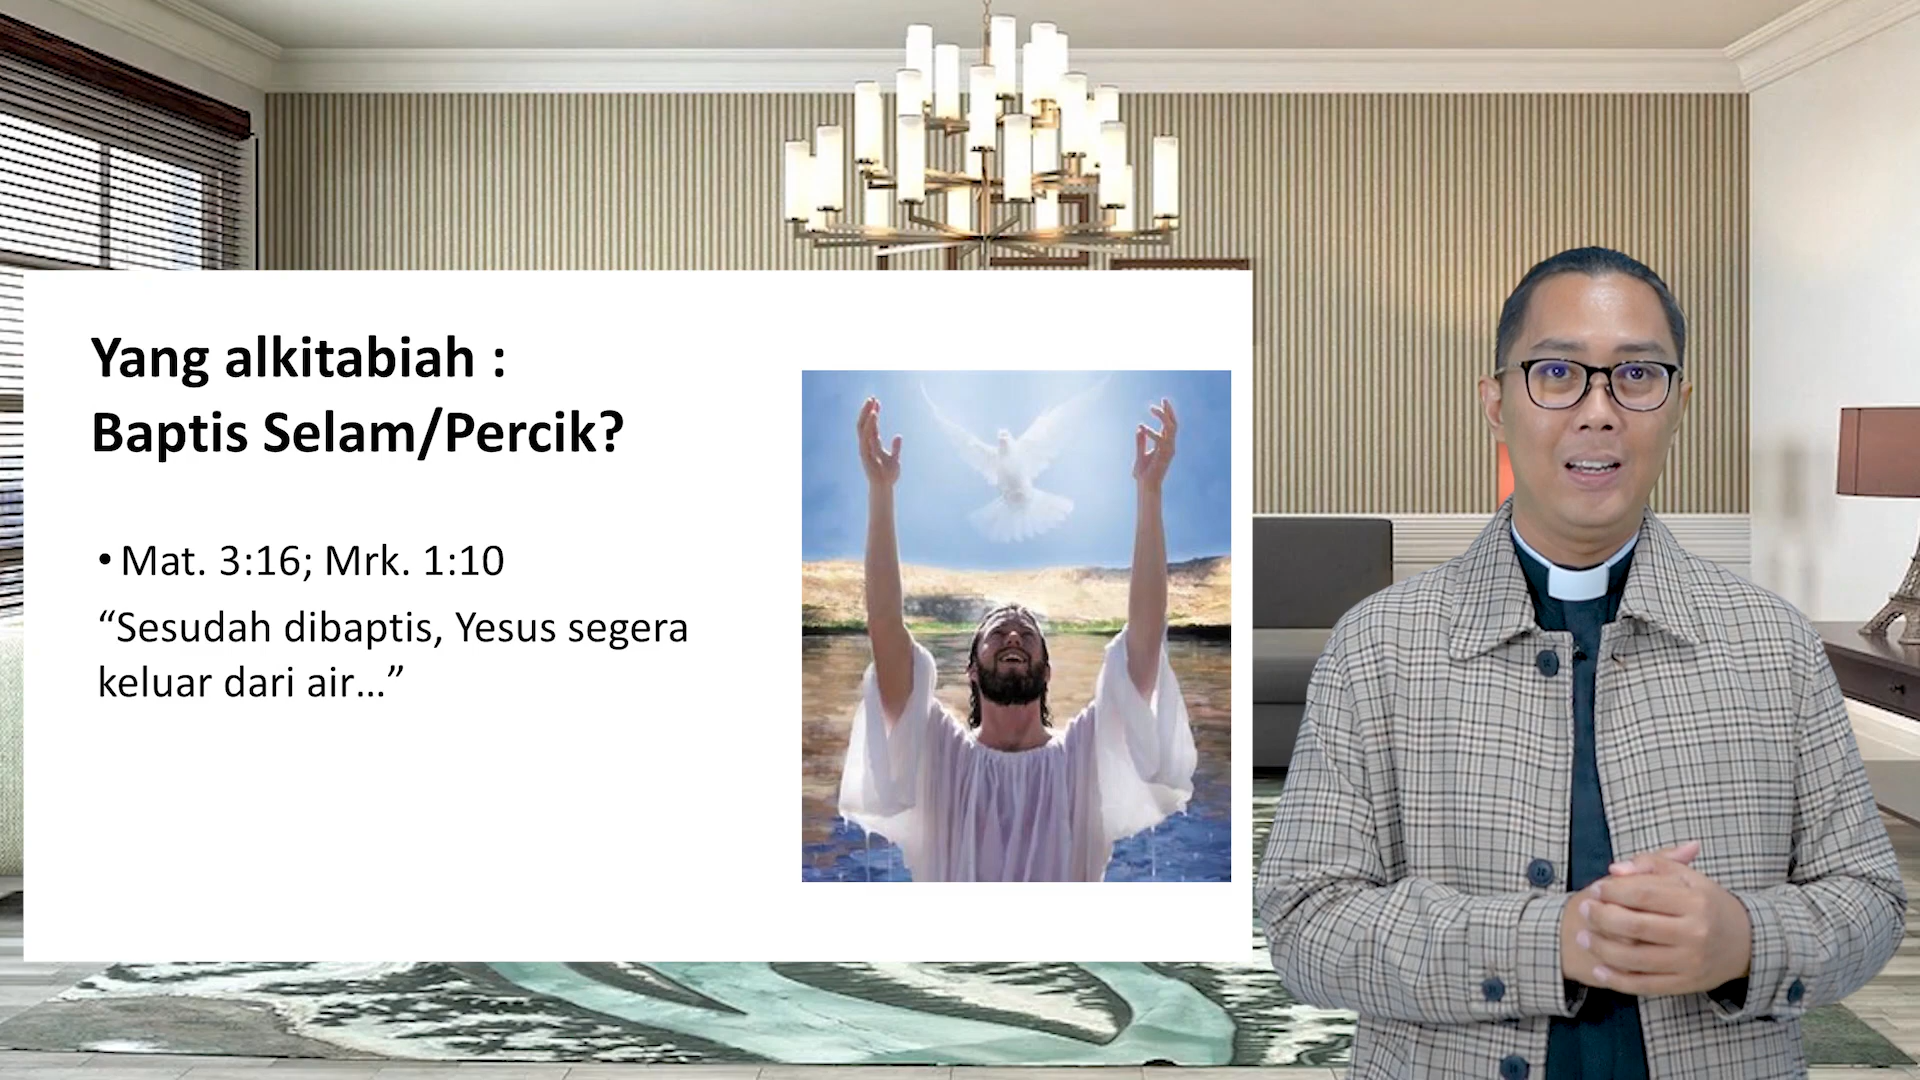 Yang alkitabiah :
Baptis Selam/Percik?
• Mat. 3:16; Mrk. 1:10
“Sesudah dibaptis, Yesus segera
keluar dari air…”